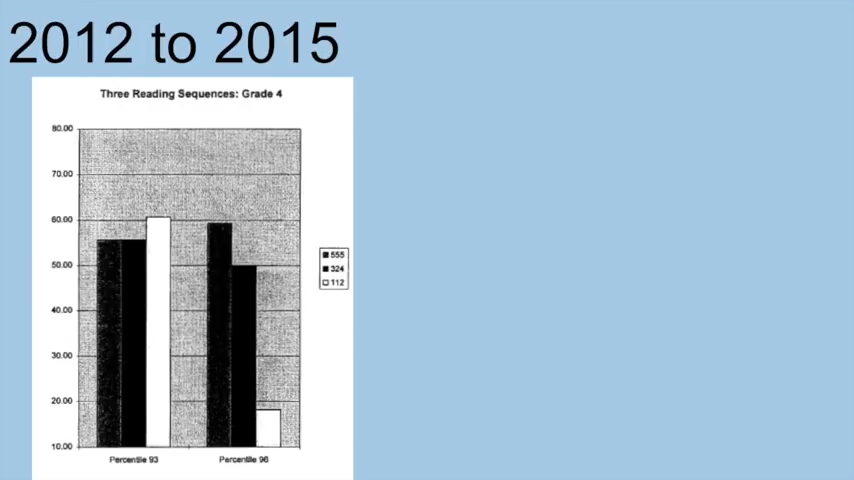 2012 to 2015
Three Reading Sequences: Grade 4
80.00
70.00
60.00
50.00
40.00
30.00
20.00
10.00
555
324
112
Percentile 93
Percentile 96